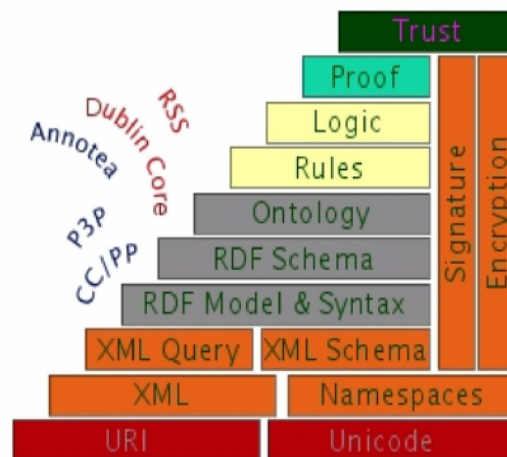 Trust
Proof
RSS
Dublin Core
Annotea
Logic
Rules
Signature
Encryption
Ontology
P3P
CC/PP
RDF Schema
RDF Model & Syntax
XML Query
XML Schema
XML
Namespaces
URI
Unicode